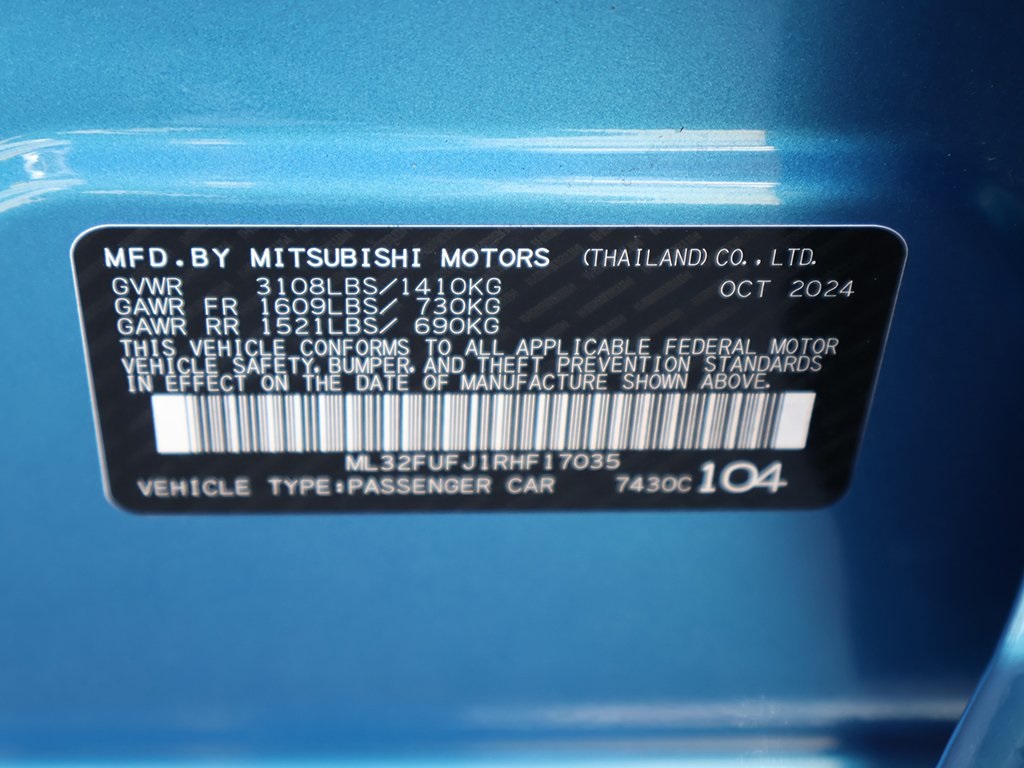 MFD.BY MITSUBISHI MOTORS (THAILAND) CO.,LTD.
GVWR 3108LBS/1410KG OCT 2024
GAWR FR 1609LBS/ 730KG
GAWR RR 1521LBS/ 690KG
THIS VEHICLE CONFORMS TO ALL APPLICABLE FEDERAL MOTOR
VEHICLE SAFETY, BUMPER, AND THEFT PREVENTION STANDARDS
IN EFFECT ON THE DATE OF MANUFACTURE SHOWN ABOVE.
ML32FUFJ1RHF17035
VEHICLE TYPE:PASSENGER CAR 7430C 104